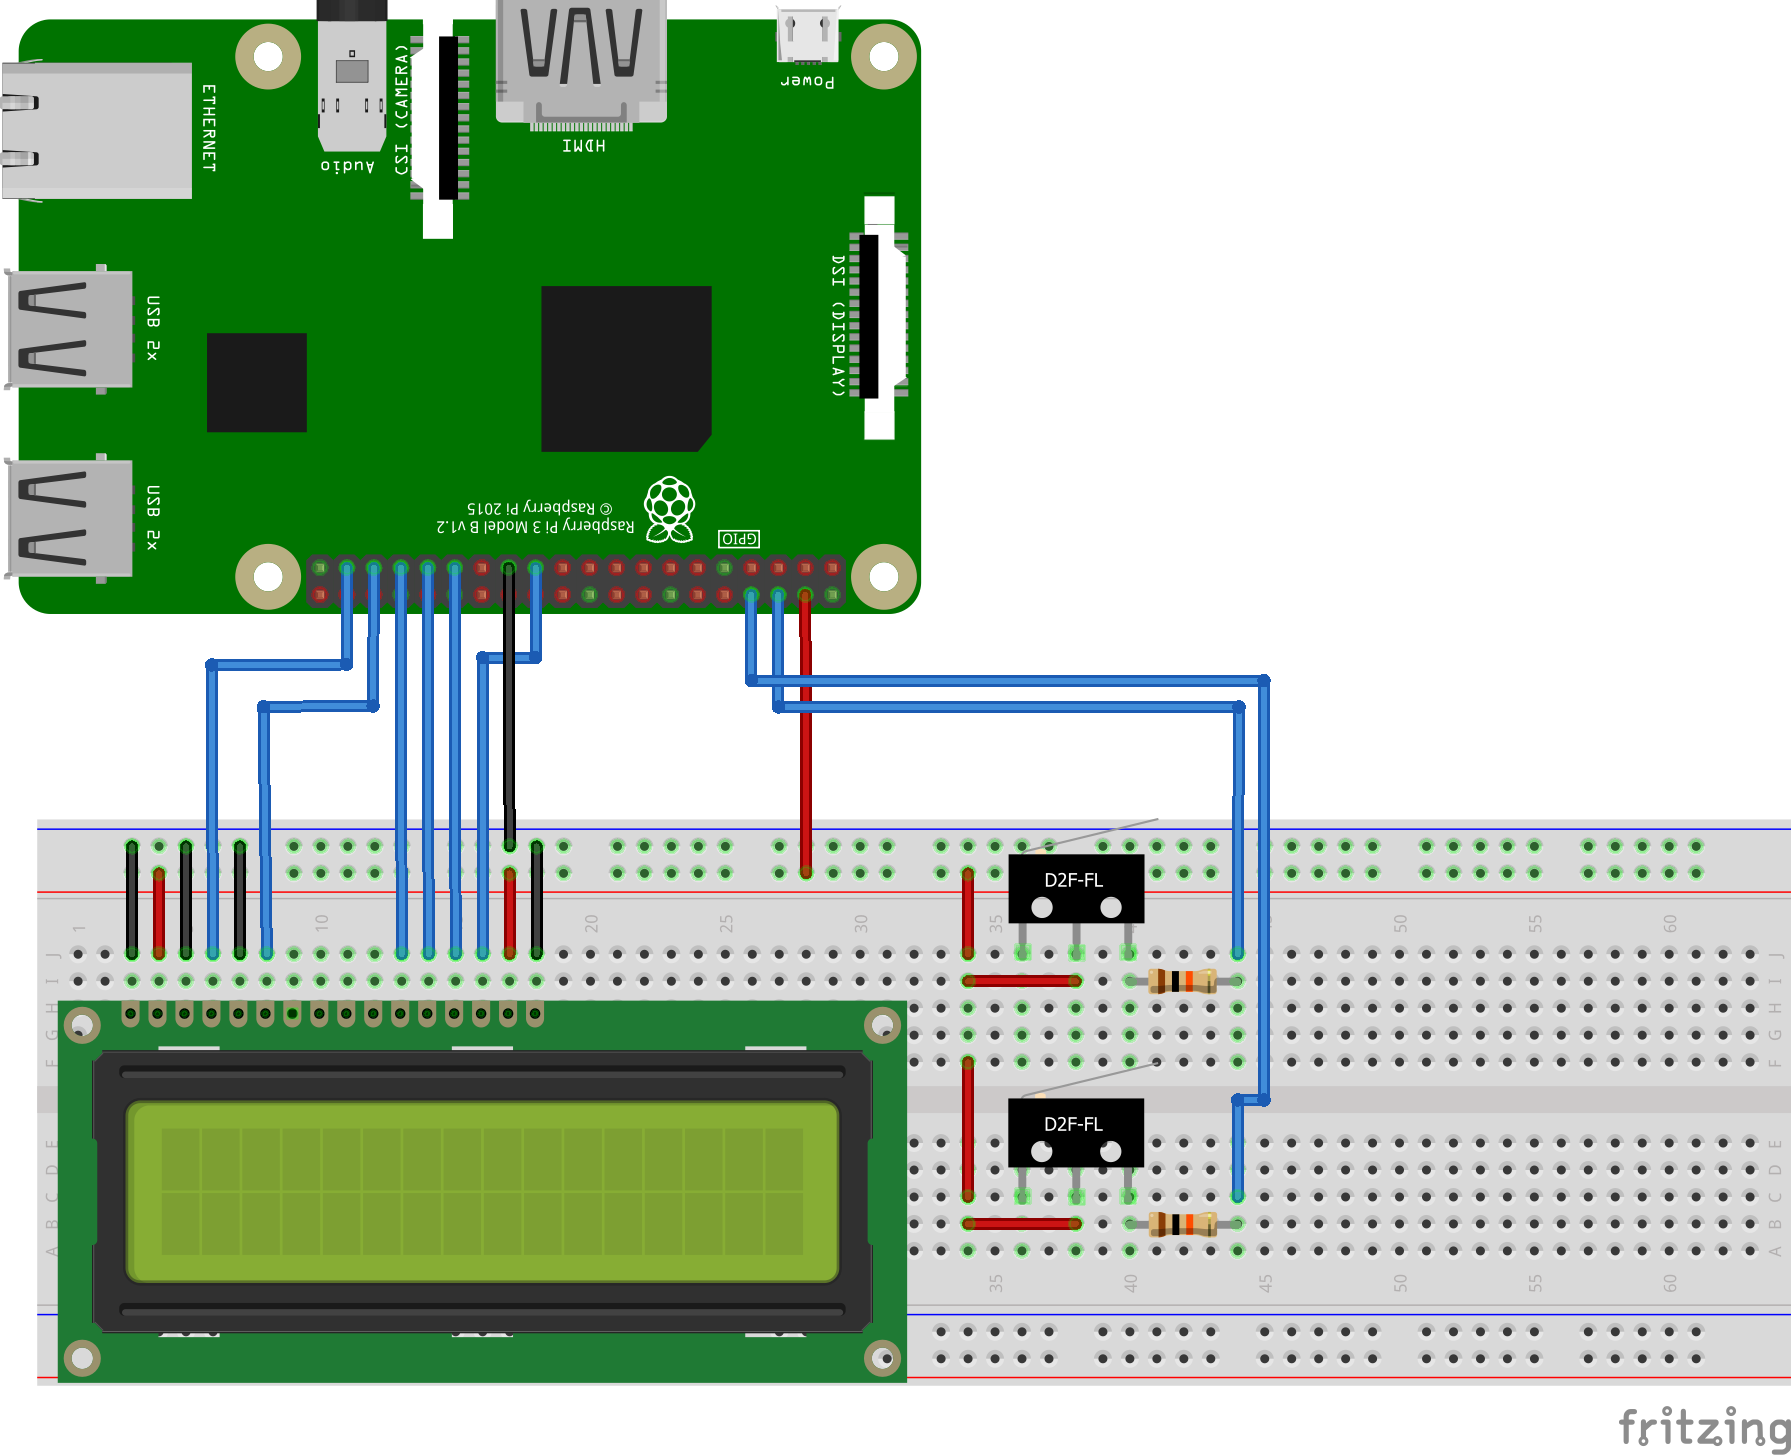 Power
ETHERNET
Audio
CSI (CAMERA)
HDMI
DSI (DISPLAY)
USB 2x
USB 2x
Raspberry Pi 3 Model B v1.2
© Raspberry Pi 2015
GPIO
D2F-FL
1 10 20 25 30 35 50 55 60
J J
I I
H H
G G
F F
D2F-FL
E E
D D
C C
B B
A A
35 40 45 50 55 60
fritzing